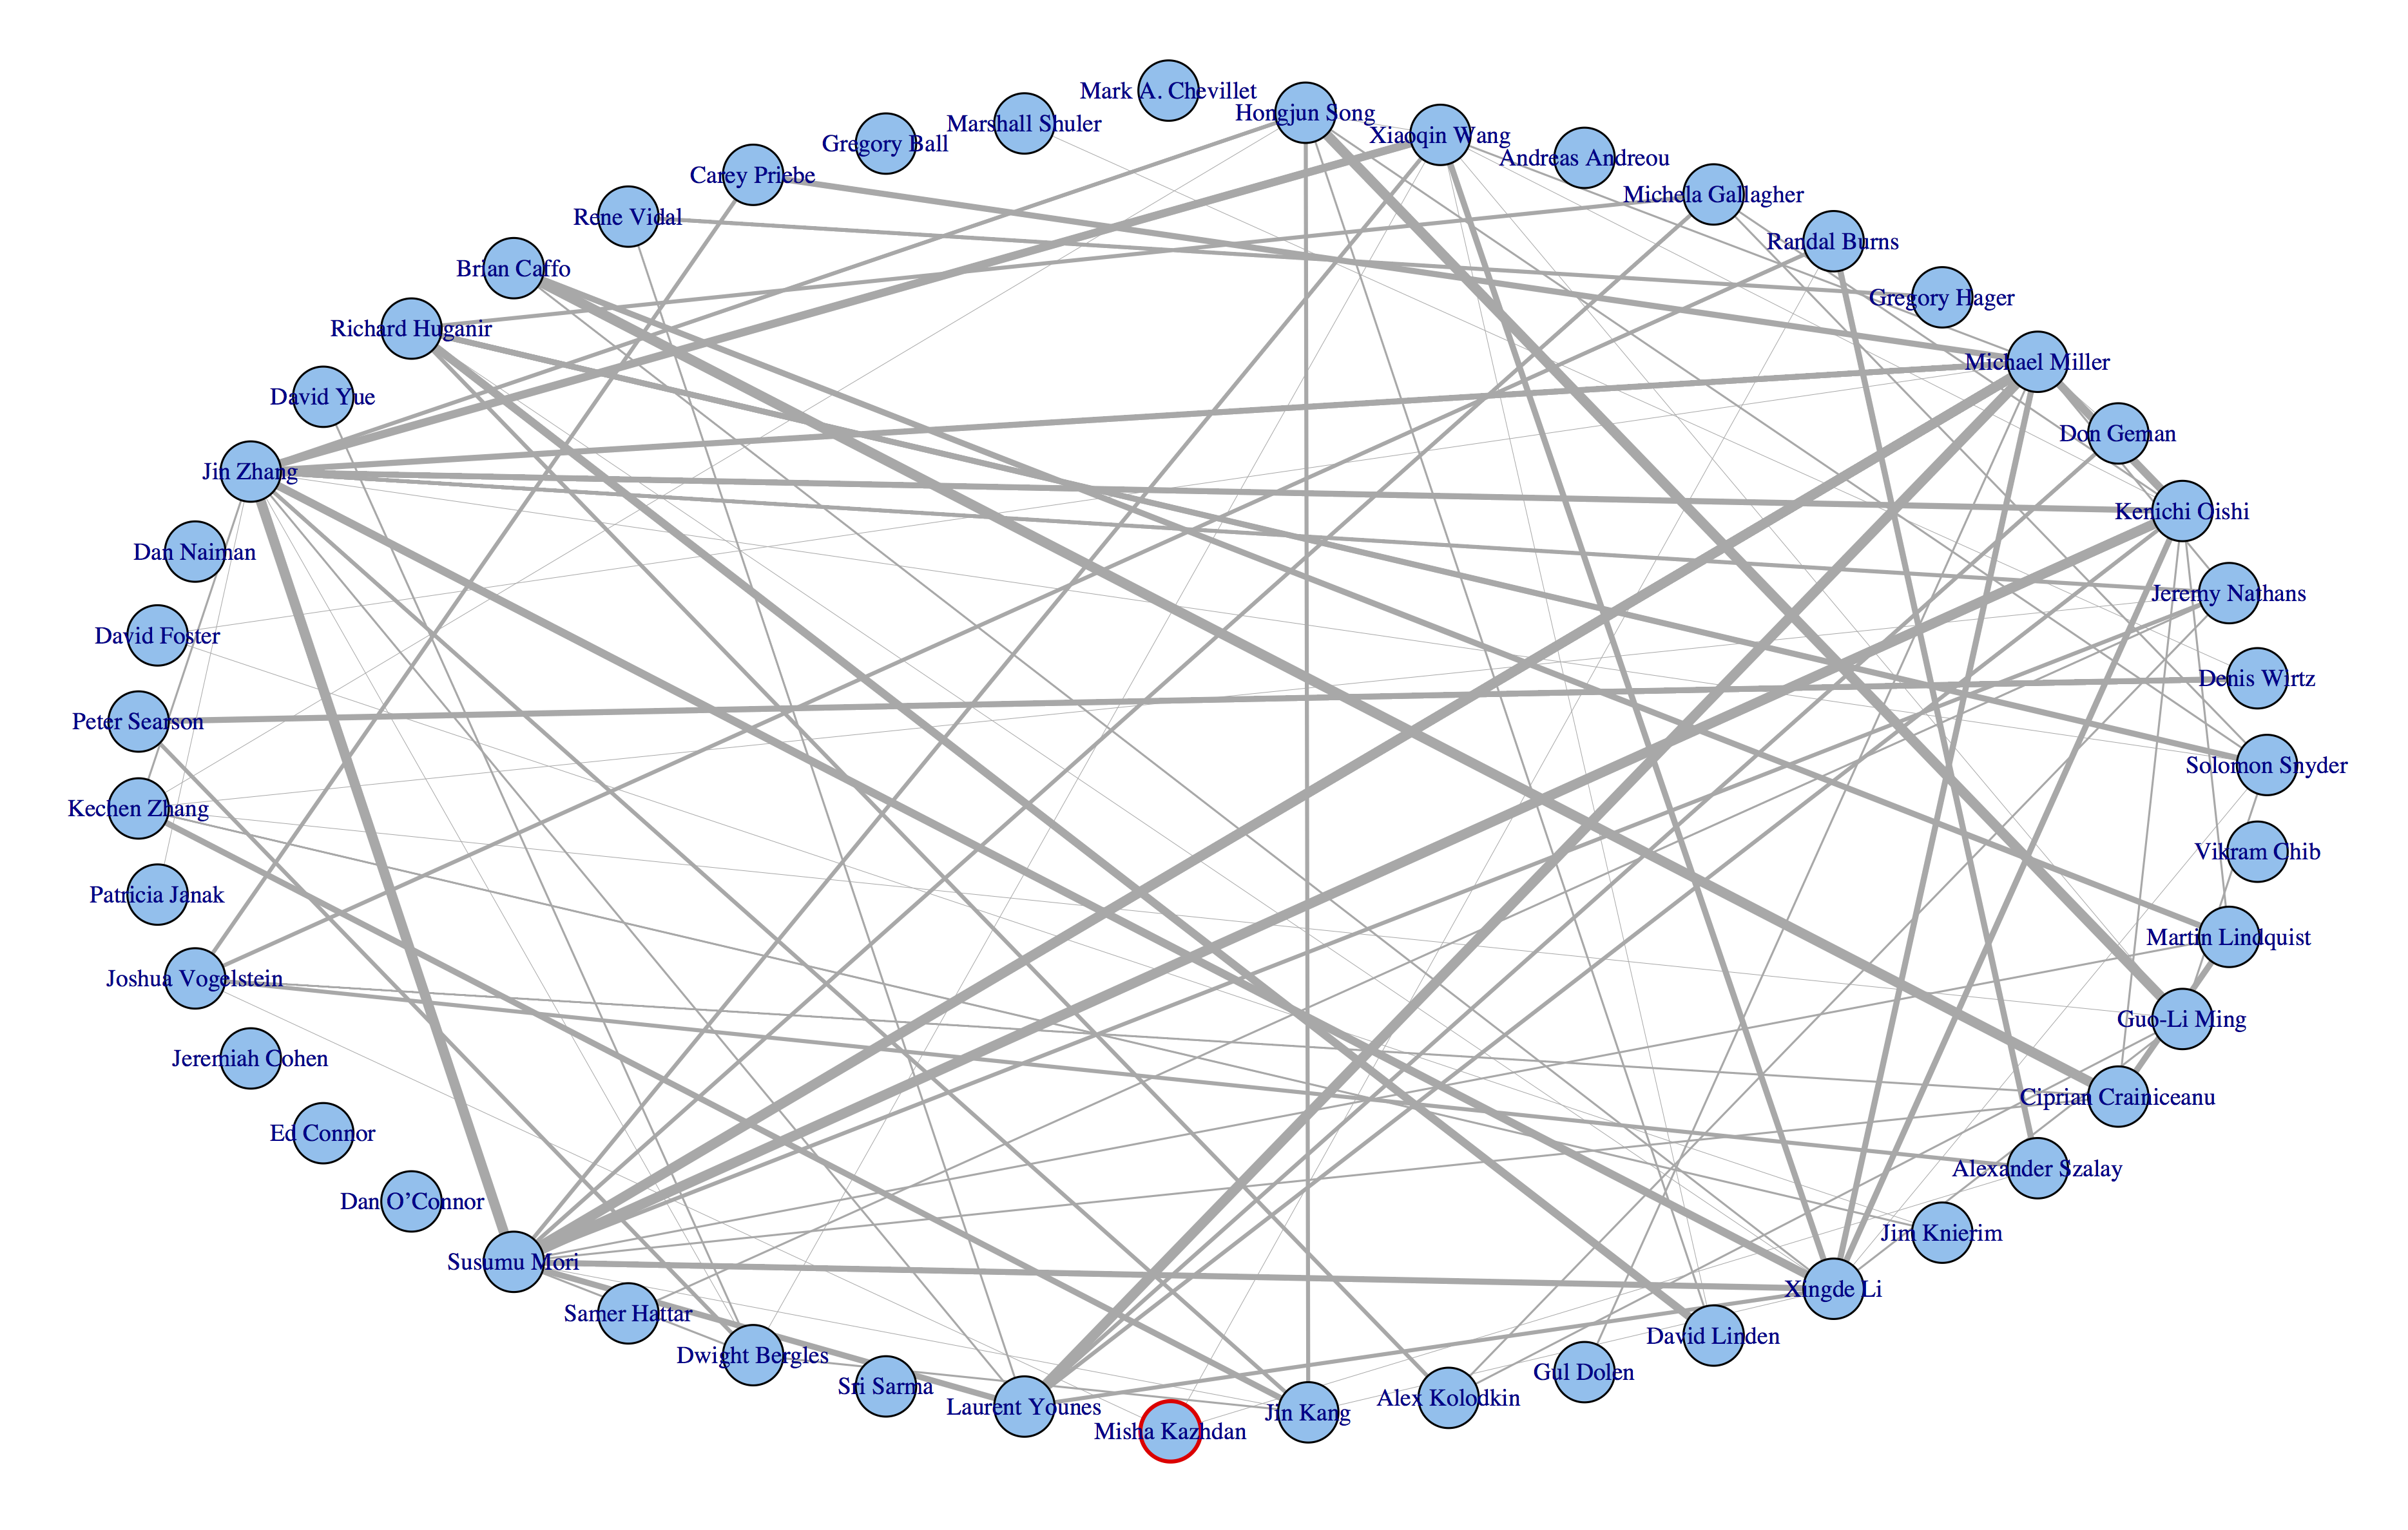 Mark A. Chevillet
Hongjun Song
Marshall Shuler
Xiaoqin Wang
Gregory Ball
Andreas Andreou
Carey Priebe
Michela Gallagher
Rene Vidal
Randal Burns
Brian Caffo
Gregory Hager
Richard Huganir
Michael Miller
David Yue
Don Geman
Jin Zhang
Kenichi Oishi
Dan Naiman
Jeremy Nathans
David Foster
Denis Wirtz
Peter Searson
Solomon Snyder
Kechen Zhang
Vikram Chib
Patricia Janak
Martin Lindquist
Joshua Vogelstein
Guo-Li Ming
Jeremiah Cohen
Ciprian Crainiceanu
Ed Connor
Alexander Szalay
Dan O’Connor
Jim Knierim
Susumu Mori
Xingde Li
Samer Hattar
David Linden
Dwight Bergles
Gul Dolen
Sri Sarma
Alex Kolodkin
Laurent Younes
Jin Kang
Misha Kazhdan